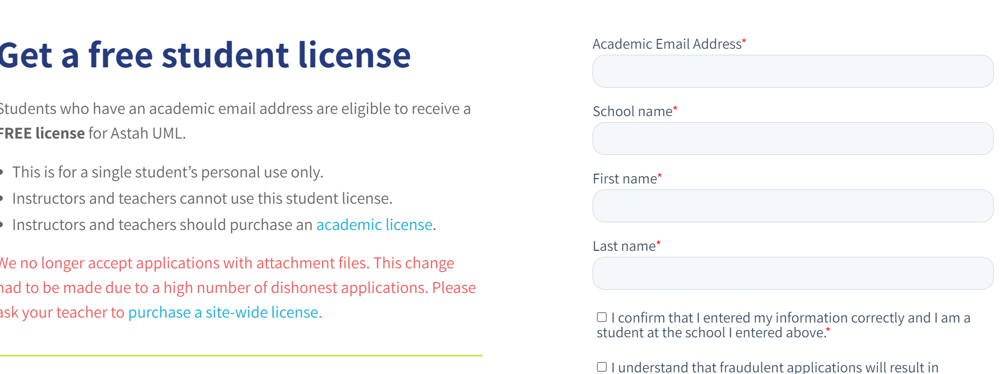 Get a free student license
Students who have an academic email address are eligible to receive a
FREE license for Astah UML.
• This is for a single student’s personal use only.
• Instructors and teachers cannot use this student license.
• Instructors and teachers should purchase an academic license.
We no longer accept applications with attachment files. This change
had to be made due to a high number of dishonest applications. Please
ask your teacher to purchase a site-wide license.
Academic Email Address*
School name*
First name*
Last name*
I confirm that I entered my information correctly and I am a
student at the school I entered above.*
I understand that fraudulent applications will result in